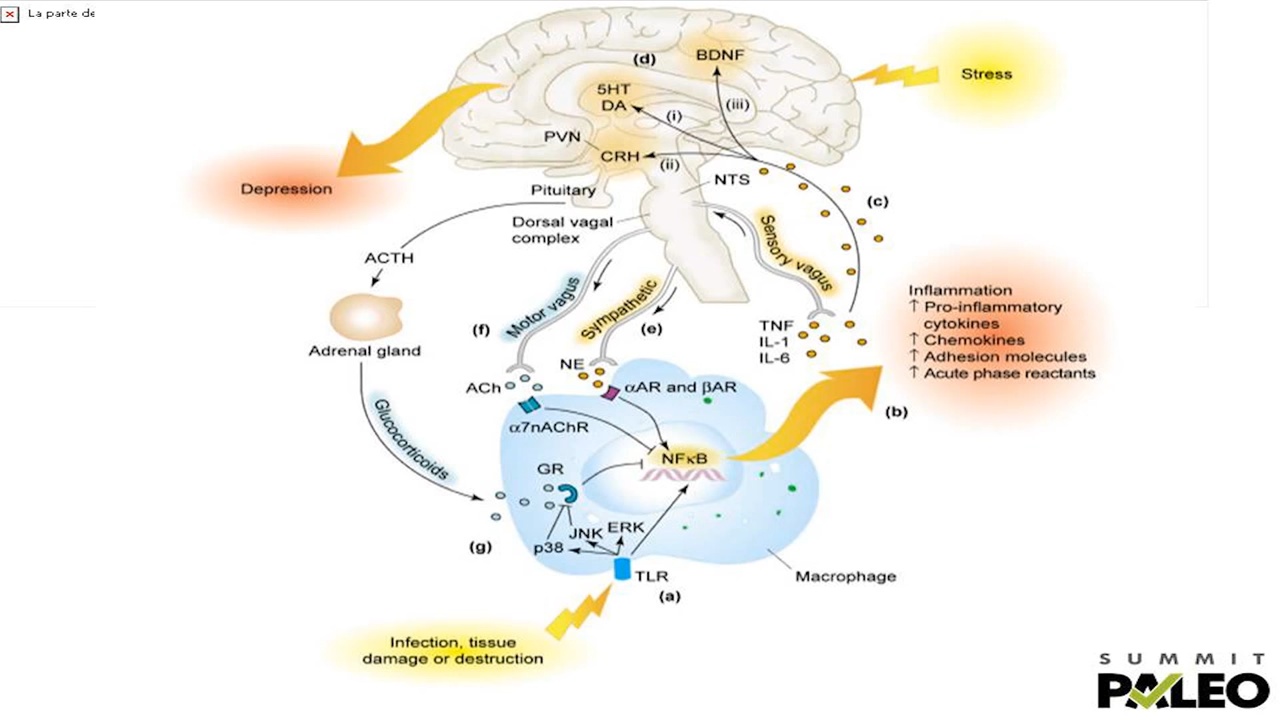 La parte de
(d)
BDNF
Stress
5HT
DA
(i)
(iii)
PVN
CRH
(ii)
Depression
Pituitary
NTS
(c)
Dorsal vagal
complex
Sensory vagus
ACTH
Motor vagus
Sympathetic
(f)
(e)
Adrenal gland
TNF
IL-1
IL-6
Inflammation
↑ Pro-inflammatory
cytokines
↑ Chemokines
↑ Adhesion molecules
↑ Acute phase reactants
(b)
NE
ACh
αAR and βAR
α7nAChR
Glucocorticoids
NFκB
GR
JNK
ERK
p38
(g)
TLR
(a)
Macrophage
Infection, tissue
damage or destruction
SUMMIT
PALEO